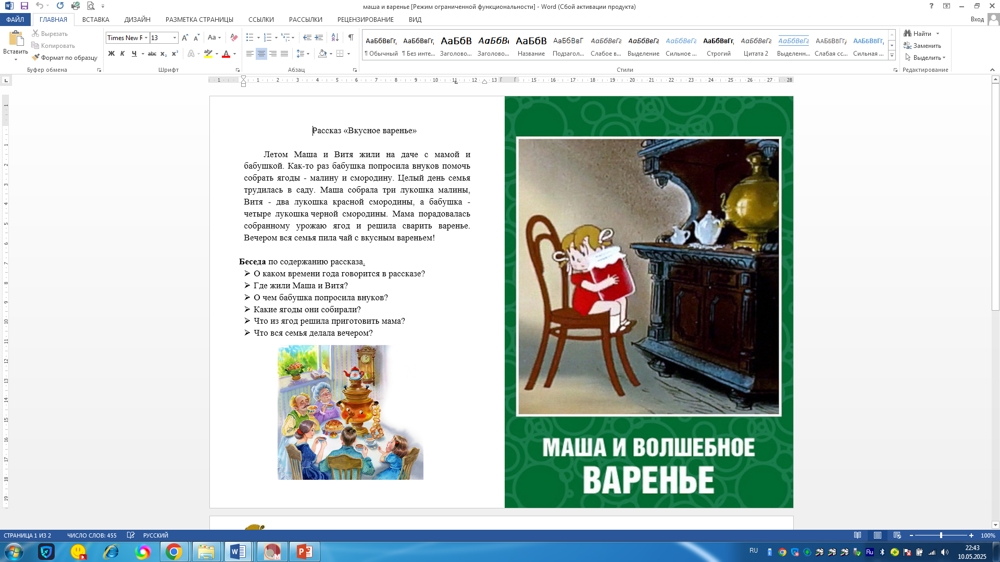 маша и варенье [Режим ограниченной функциональности] - Word (Сбой активации продукта)
ФАЙЛ ГЛАВНАЯ ВСТАВКА ДИЗАЙН РАЗМЕТКА СТРАНИЦЫ ССЫЛКИ РАССЫЛКИ РЕЦЕНЗИРОВАНИЕ ВИД Вход
Вставить
Вырезать
Копировать
Формат по образцу
Буфер обмена
Times New R 13
Ж К Ч abc x₂ x²
Шрифт
Абзац
АаБбВвГг, АаБбВвГг, АаБбВ АаБбВ АаБбВ АаБбВвГ АаБбВвГг АаБбВвГг АаБбВвГг АаБбВвГг, АаБбВвГг АаБбВвГг ААББВВГГ ААББВВГГ,
¶ Обычный ¶ Без инте... Заголово... Заголово... Название Подзагол... Слабое в... Выделение Сильное ... Строгий Цитата 2 Выделенн... Слабая сс... Сильная ...
Стили
Найти
Заменить
Выделить
Редактирование
Рассказ «Вкусное варенье»
Летом Маша и Витя жили на даче с мамой и
бабушкой. Как-то раз бабушка попросила внуков помочь
собрать ягоды - малину и смородину. Целый день семья
трудилась в саду. Маша собрала три лукошка малины,
Витя - два лукошка красной смородины, а бабушка -
четыре лукошка черной смородины. Мама порадовалась
собранному урожаю ягод и решила сварить варенье.
Вечером вся семья пила чай с вкусным вареньем!
Беседа по содержанию рассказа.
О каком времени года говорится в рассказе?
Где жили Маша и Витя?
О чем бабушка попросила внуков?
Какие ягоды они собирали?
Что из ягод решила приготовить мама?
Что вся семья делала вечером?
МАША И ВОЛШЕБНОЕ
ВАРЕНЬЕ
СТРАНИЦА 1 ИЗ 2 ЧИСЛО СЛОВ: 455 РУССКИЙ 100%
RU
22:43
10.05.2025